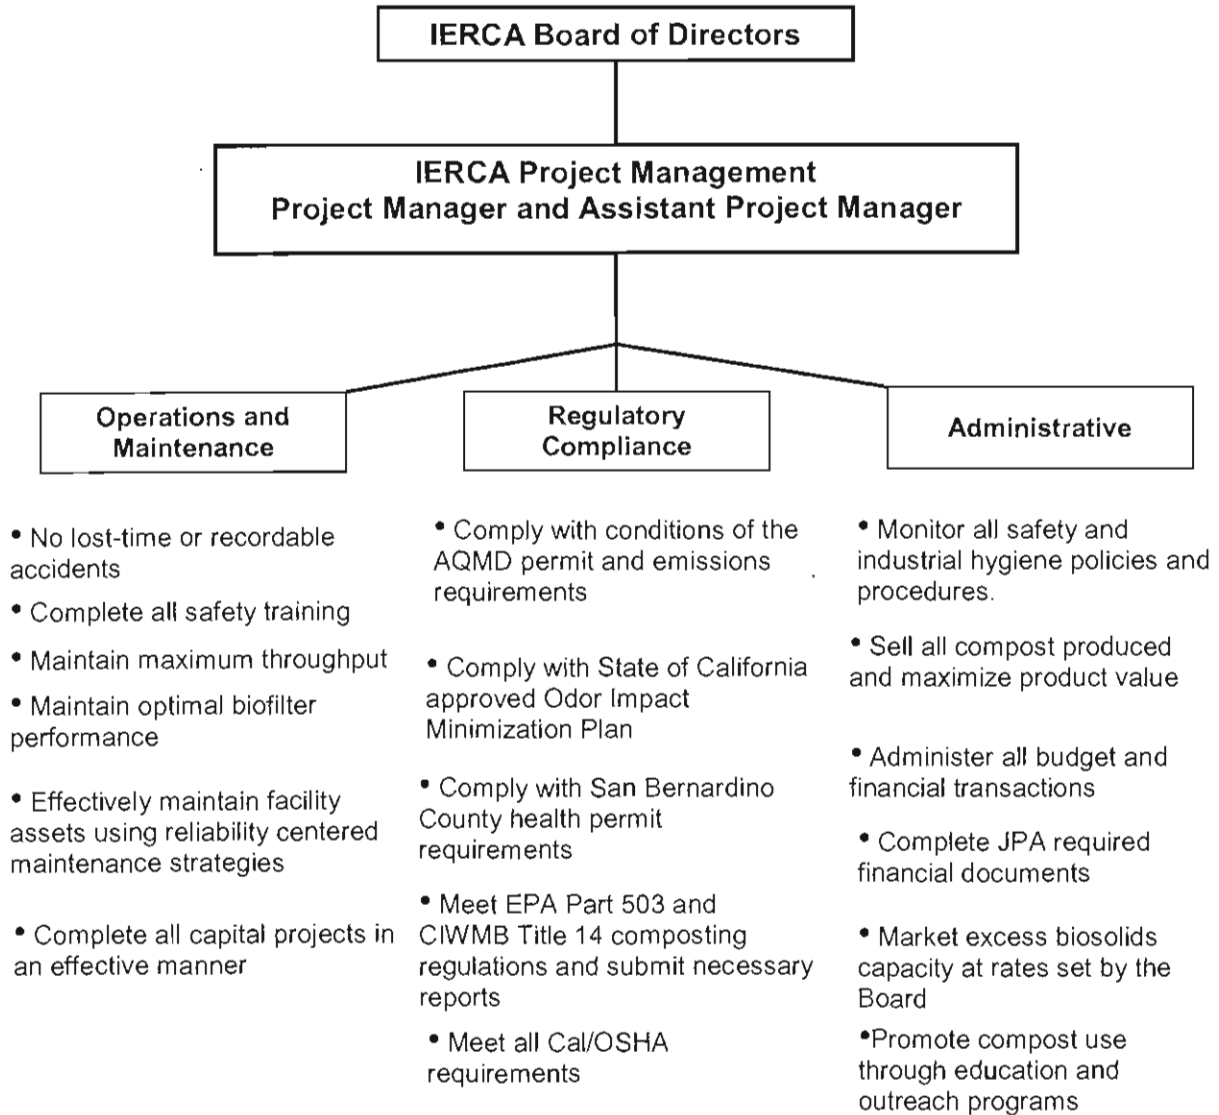 IERCA Board of Directors
IERCA Project Management
Project Manager and Assistant Project Manager
Operations and
Maintenance
• No lost-time or recordable
accidents
• Complete all safety training
• Maintain maximum throughput
• Maintain optimal biofilter
performance
• Effectively maintain facility
assets using reliability centered
maintenance strategies
• Complete all capital projects in
an effective manner
Regulatory
Compliance
• Comply with conditions of the
AQMD permit and emissions
requirements
• Comply with State of California
approved Odor Impact
Minimization Plan
• Comply with San Bernardino
County health permit
requirements
• Meet EPA Part 503 and
CIWMB Title 14 composting
regulations and submit necessary
reports
• Meet all Cal/OSHA
requirements
Administrative
• Monitor all safety and
industrial hygiene policies and
procedures.
• Sell all compost produced
and maximize product value
• Administer all budget and
financial transactions
• Complete JPA required
financial documents
• Market excess biosolids
capacity at rates set by the
Board
•Promote compost use
through education and
outreach programs